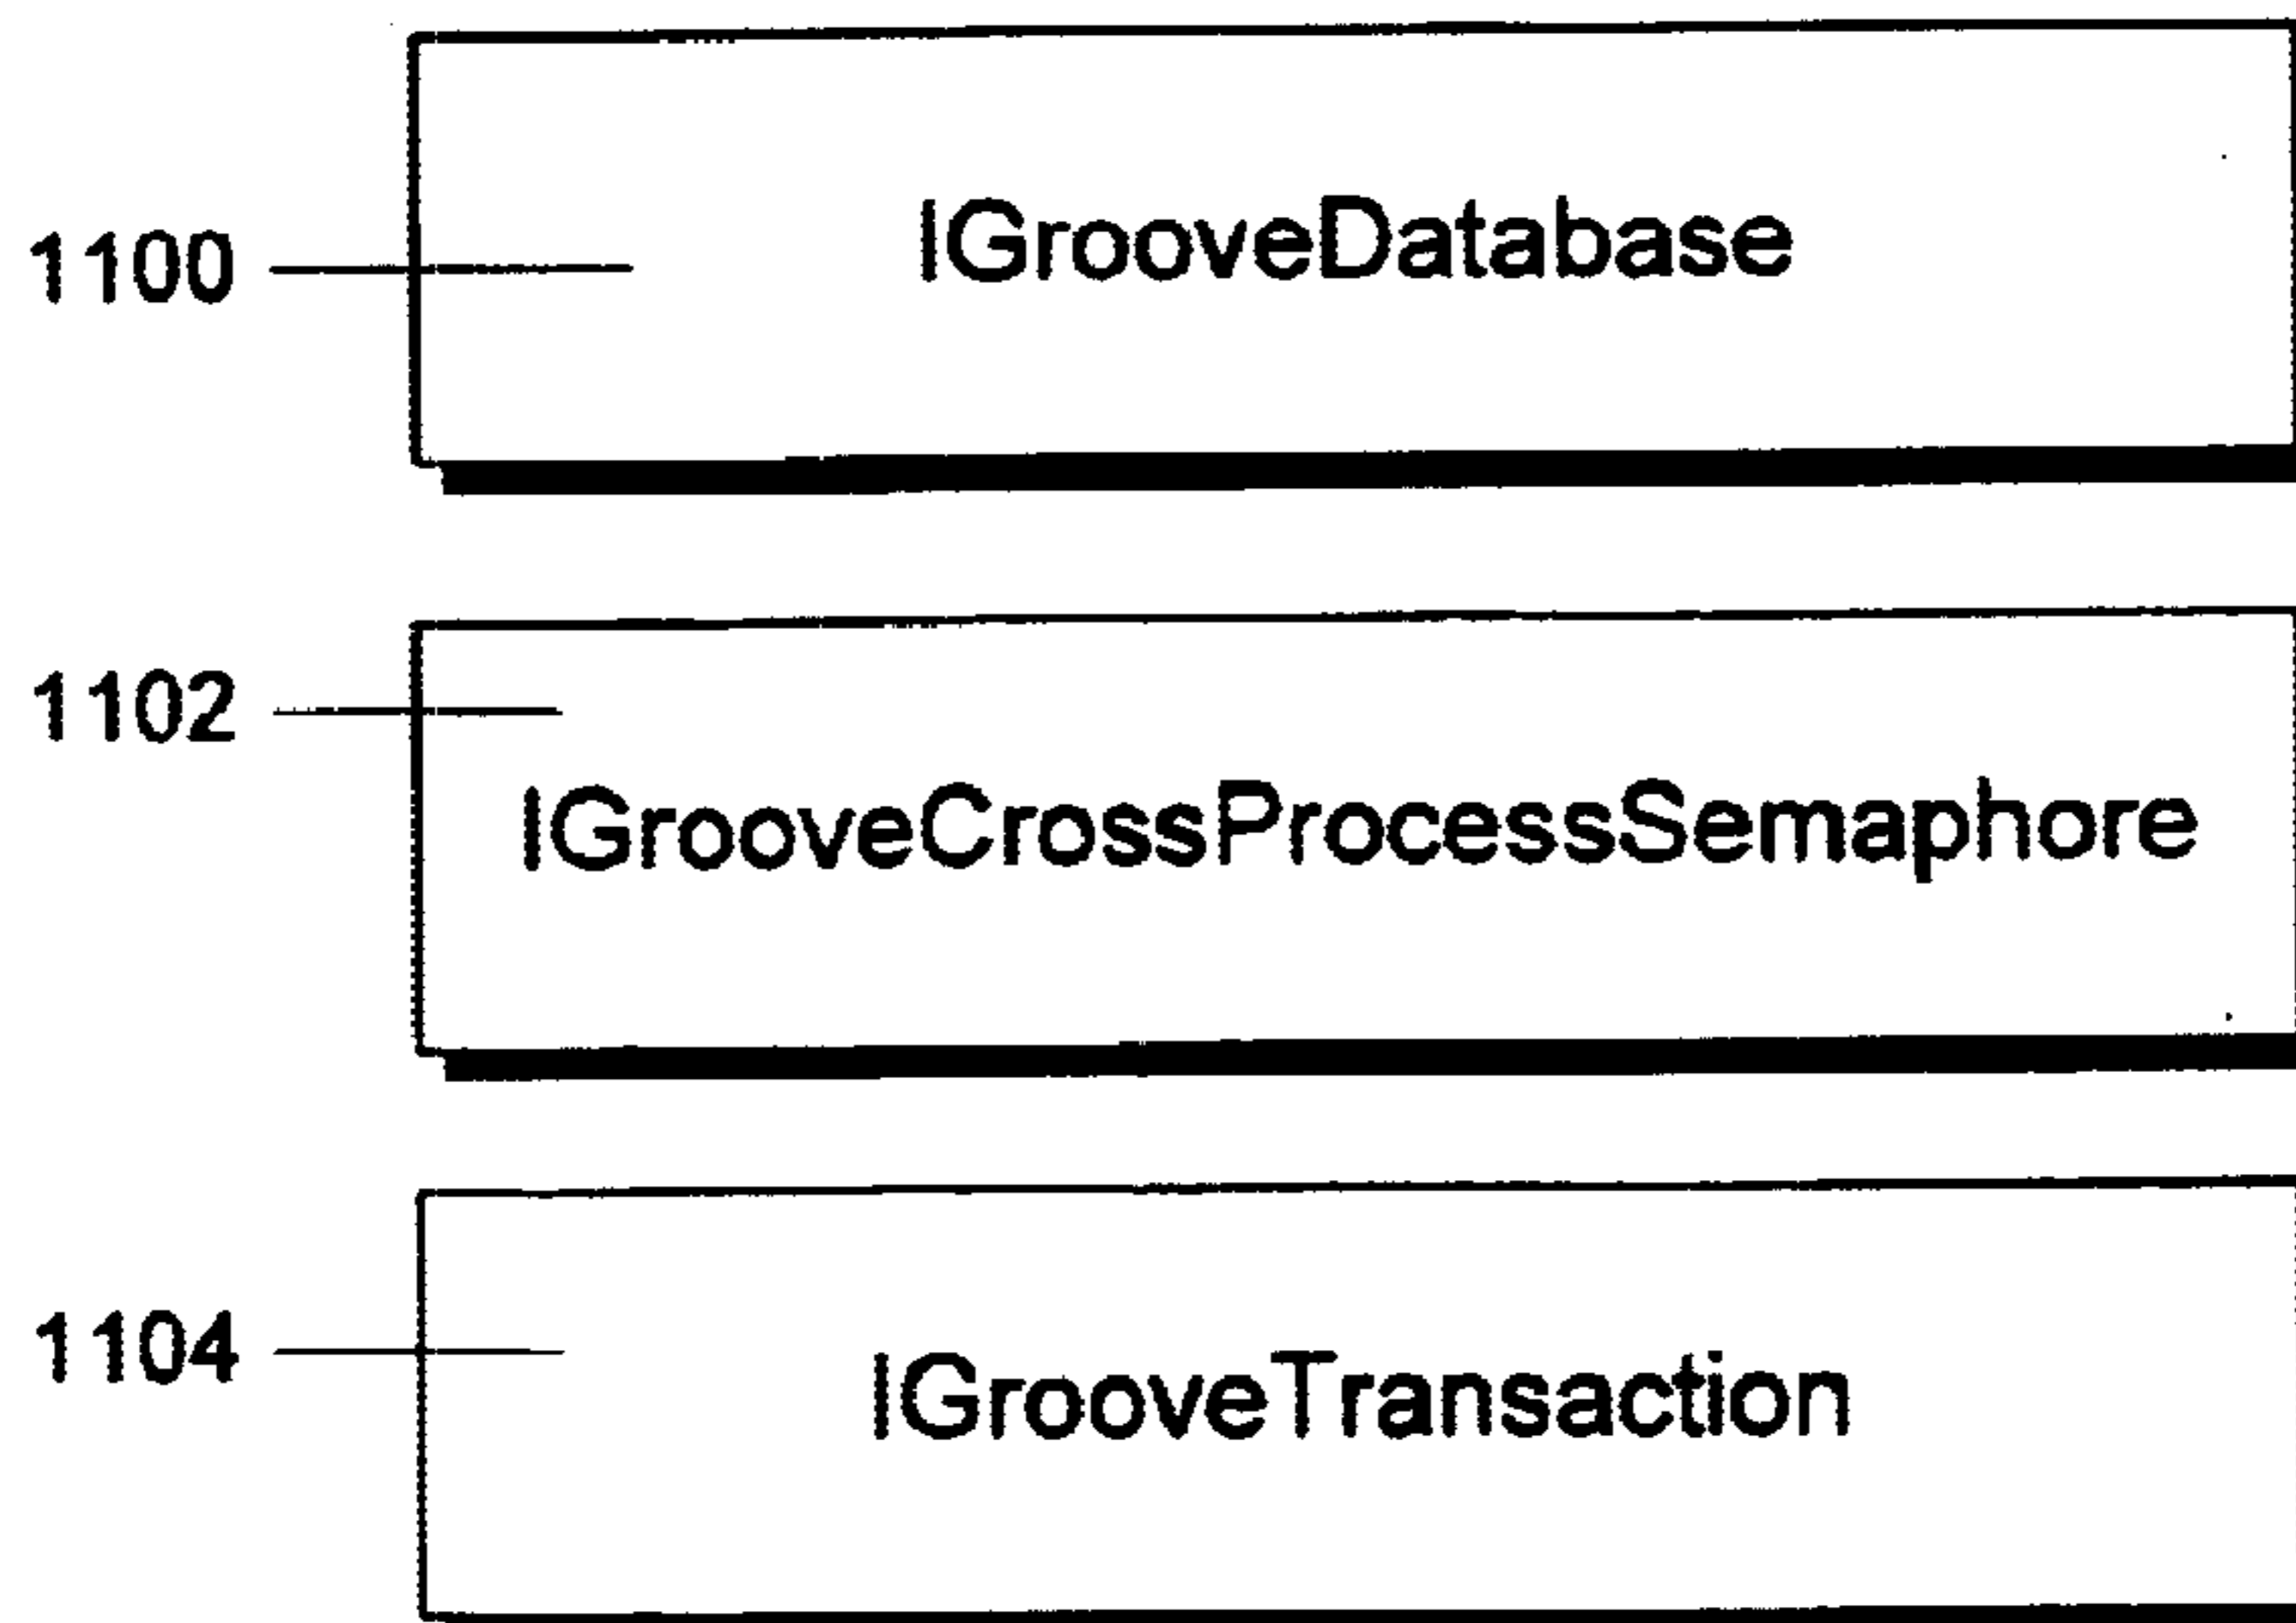 1100
IGrooveDatabase
1102
IGrooveCrossProcessSemaphore
1104
IGrooveTransaction